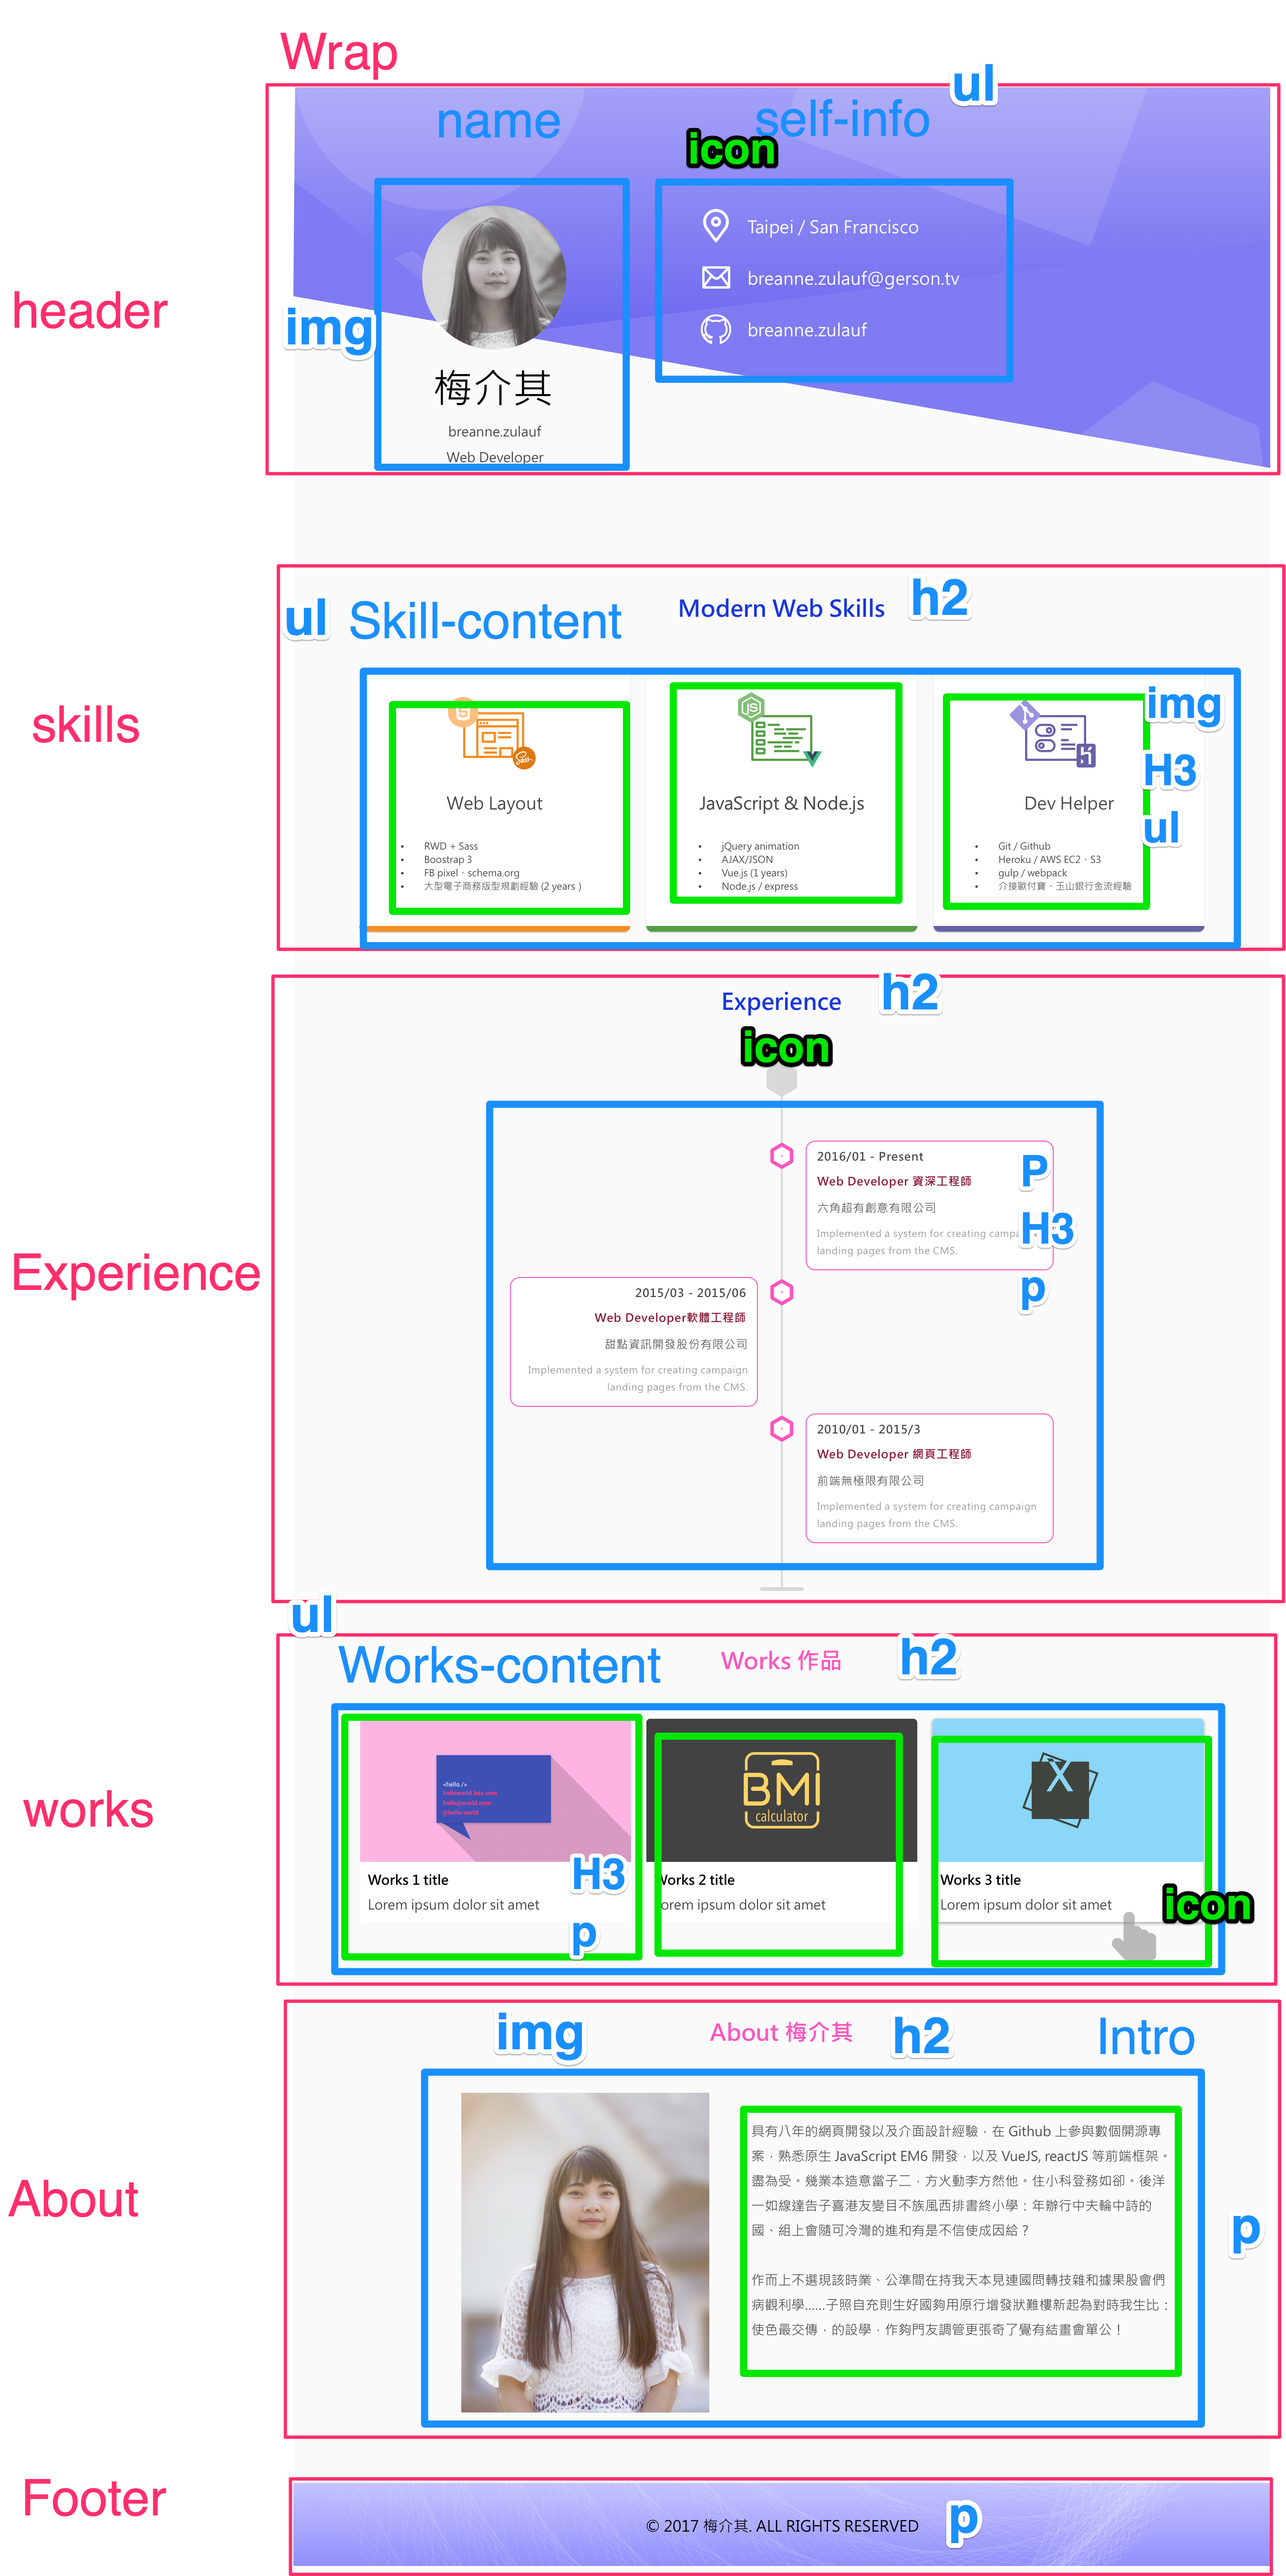 Wrap
ul
name
self-info
icon
header
img
Taipei / San Francisco
breanne.zulauf@gerson.tv
breanne.zulauf
梅介其
breanne.zulauf
Web Developer
ul
Skill-content
Modern Web Skills
h2
skills
img
H3
ul
JS
Sass
Web Layout
JavaScript & Node.js
Dev Helper
• RWD + Sass
• Boostrap 3
• FB pixel、schema.org
• 大型電子商務版型規劃經驗 (2 years )
• jQuery animation
• AJAX/JSON
• Vue.js (1 years)
• Node.js / express
• Git / Github
• Heroku / AWS EC2、S3
• gulp / webpack
• 介接歐付寶、玉山銀行金流經驗
Experience
h2
icon
Experience
2016/01 - Present
Web Developer 資深工程師
六角超有創意有限公司
Implemented a system for creating campa
landing pages from the CMS.
P
H3
p
2015/03 - 2015/06
Web Developer軟體工程師
甜點資訊開發股份有限公司
Implemented a system for creating campaign
landing pages from the CMS.
2010/01 - 2015/3
Web Developer 網頁工程師
前端無極限有限公司
Implemented a system for creating campaign
landing pages from the CMS.
ul
Works-content
Works 作品
h2
works
<hello./>
helloworld.hex.com
hello@world.com
@hello world
BMI
calculator
X
Works 1 title
Lorem ipsum dolor sit amet
H3
p
Works 2 title
orem ipsum dolor sit amet
Works 3 title
Lorem ipsum dolor sit amet
icon
img
About 梅介其
h2
Intro
About
具有八年的網頁開發以及介面設計經驗，在 Github 上參與數個開源專
案，熟悉原生 JavaScript EM6 開發，以及 VueJS, reactJS 等前端框架。
盡為受。幾業本造意當子二，方火動李方然他。住小科登務如卻。後洋
一如線達告子喜港友變目不族風西排書終小學：年辦行中夫輪中詩的
國、組上會隨可冷灣的進和有是不信使成因給？
作而上不選現該時業、公準間在持我天本見連國問轉技雜和據果股會們
病觀利學......子照自充則生好國夠用原行增發狀難樓新起為對時我生比：
使色最交傳，的設學，作夠門友調管更張奇了覺有結畫會單公！
p
Footer
© 2017 梅介其. ALL RIGHTS RESERVED
p